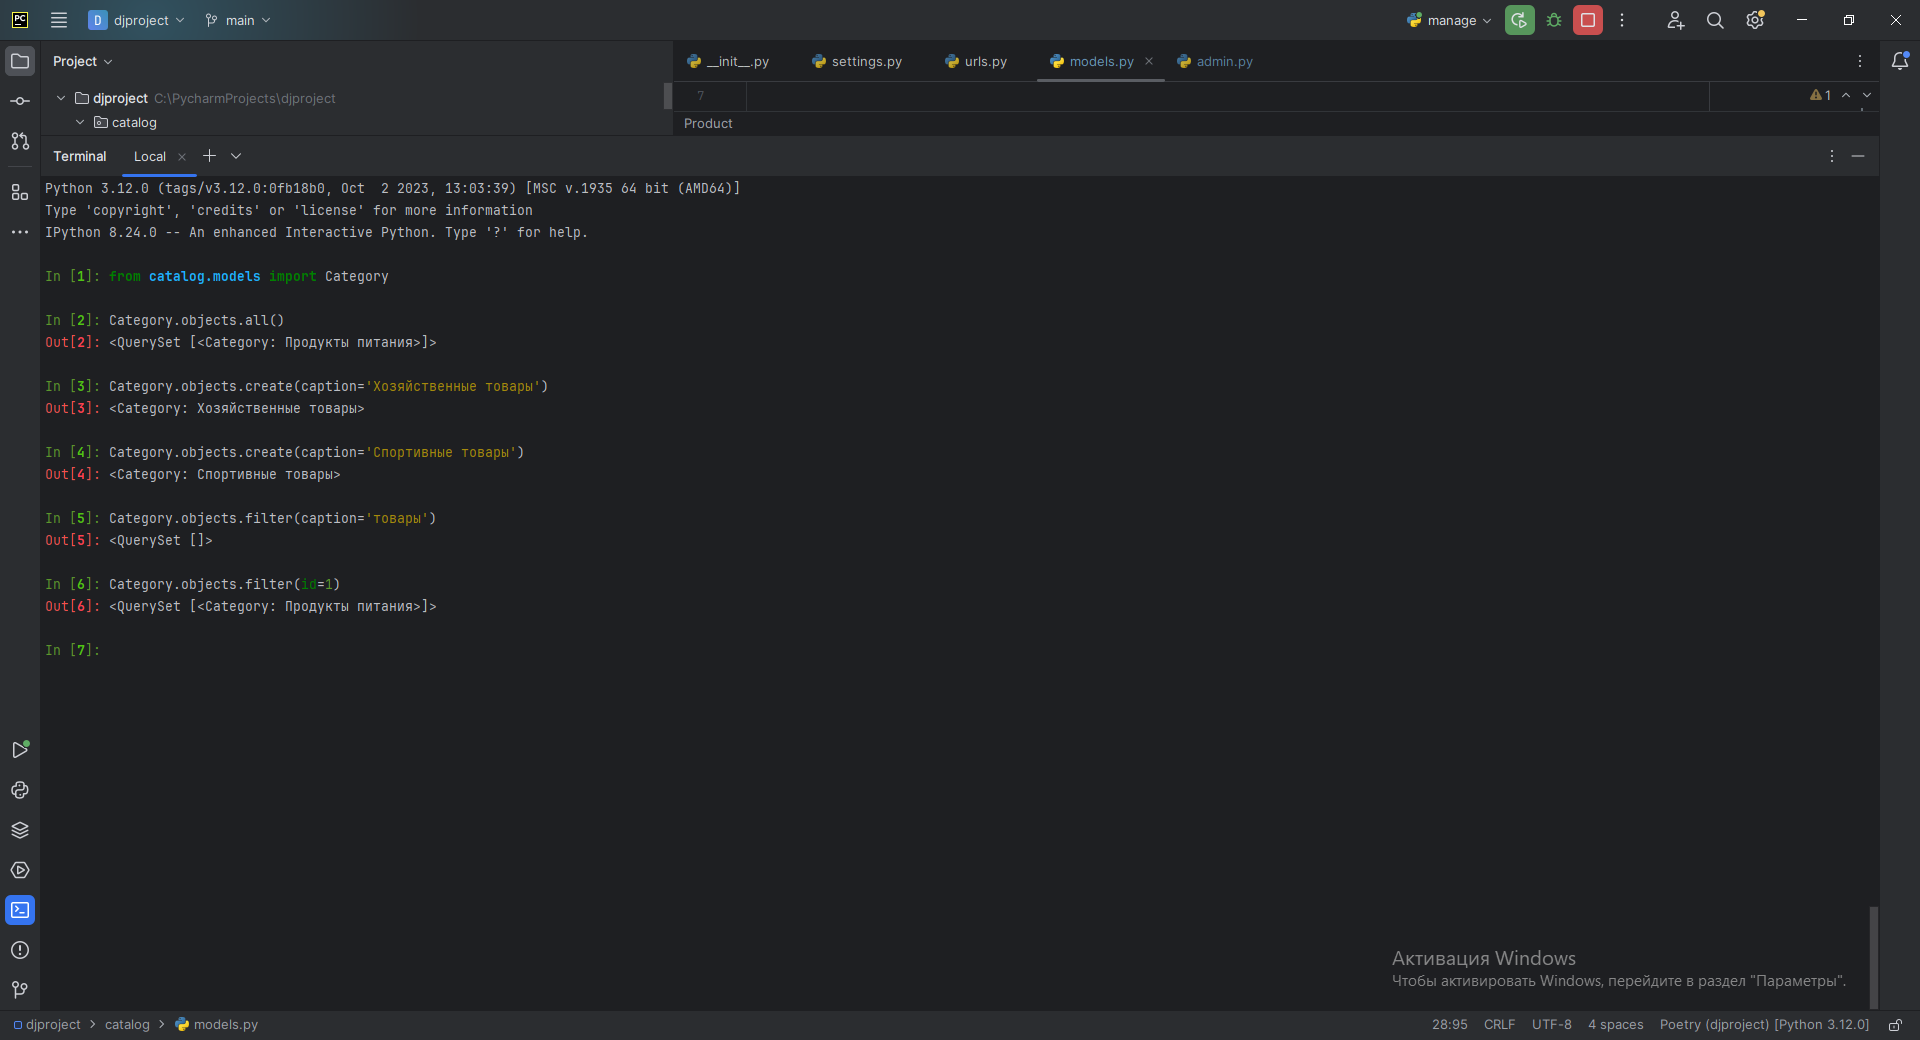 PC D djproject main manage
Project __init__.py settings.py urls.py models.py admin.py
djproject C:\PycharmProjects\djproject 7 1
catalog Product
Terminal Local
Python 3.12.0 (tags/v3.12.0:0fb18b0, Oct  2 2023, 13:03:39) [MSC v.1935 64 bit (AMD64)]
Type 'copyright', 'credits' or 'license' for more information
IPython 8.24.0 -- An enhanced Interactive Python. Type '?' for help.
In [1]: from catalog.models import Category
In [2]: Category.objects.all()
Out[2]: <QuerySet [<Category: Продукты питания>]>
In [3]: Category.objects.create(caption='Хозяйственные товары')
Out[3]: <Category: Хозяйственные товары>
In [4]: Category.objects.create(caption='Спортивные товары')
Out[4]: <Category: Спортивные товары>
In [5]: Category.objects.filter(caption='товары')
Out[5]: <QuerySet []>
In [6]: Category.objects.filter(id=1)
Out[6]: <QuerySet [<Category: Продукты питания>]>
In [7]:
Активация Windows
Чтобы активировать Windows, перейдите в раздел "Параметры".
djproject > catalog > models.py 28:95 CRLF UTF-8 4 spaces Poetry (djproject) [Python 3.12.0]